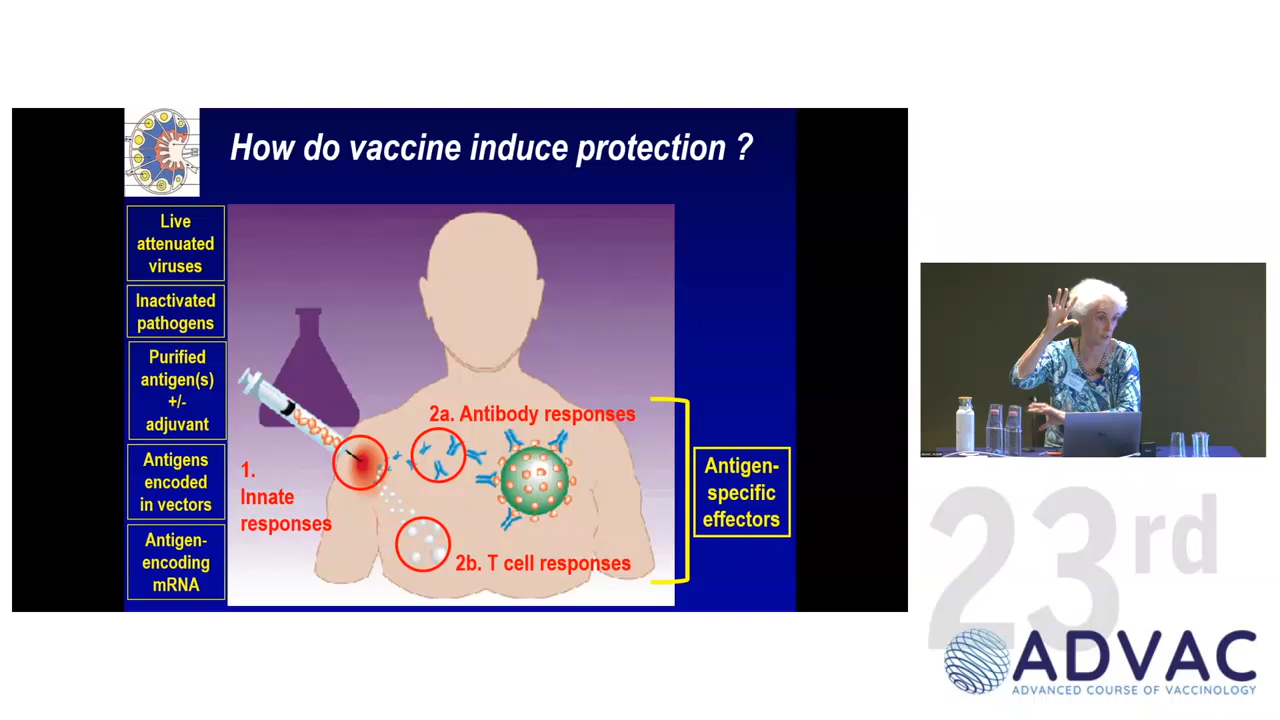 How do vaccine induce protection ?
Live
attenuated
viruses
Inactivated
pathogens
Purified
antigen(s)
+/-
adjuvant
Antigens
encoded
in vectors
Antigen-
encoding
mRNA
1.
Innate
responses
2a. Antibody responses
2b. T cell responses
Antigen-
specific
effectors
23rd
ADVAC
ADVANCED COURSE OF VACCINOLOGY